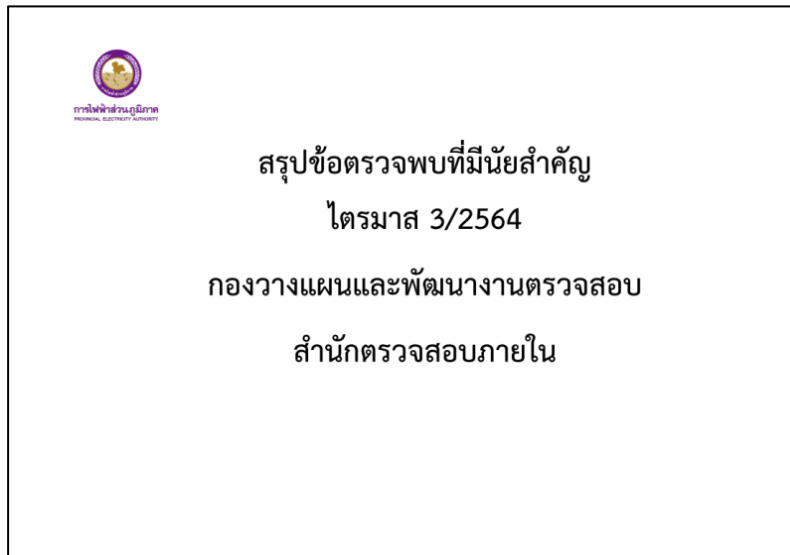 การไฟฟ้าส่วนภูมิภาค
PROVINCIAL ELECTRICITY AUTHORITY
สรุปข้อตรวจพบที่มีนัยสำคัญ
ไตรมาส 3/2564
กองวางแผนและพัฒนางานตรวจสอบ
สำนักตรวจสอบภายใน